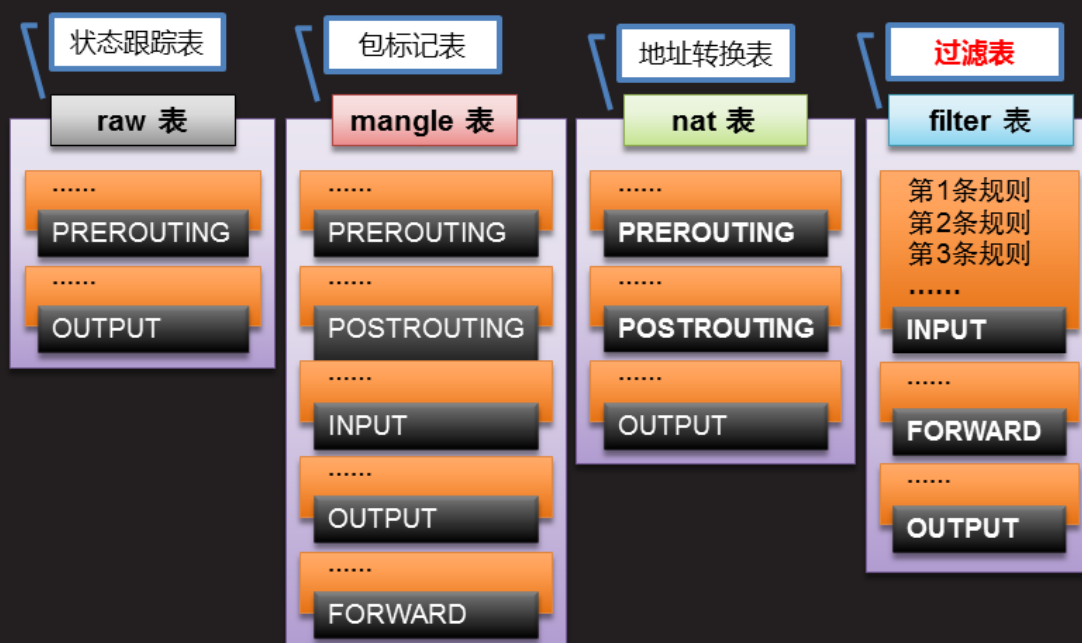 状态跟踪表
包标记表
地址转换表
过滤表
raw 表
mangle 表
nat 表
filter 表
......
PREROUTING
......
OUTPUT
......
PREROUTING
......
POSTROUTING
......
INPUT
......
OUTPUT
......
FORWARD
......
PREROUTING
......
POSTROUTING
......
OUTPUT
第1条规则
第2条规则
第3条规则
......
INPUT
......
FORWARD
......
OUTPUT